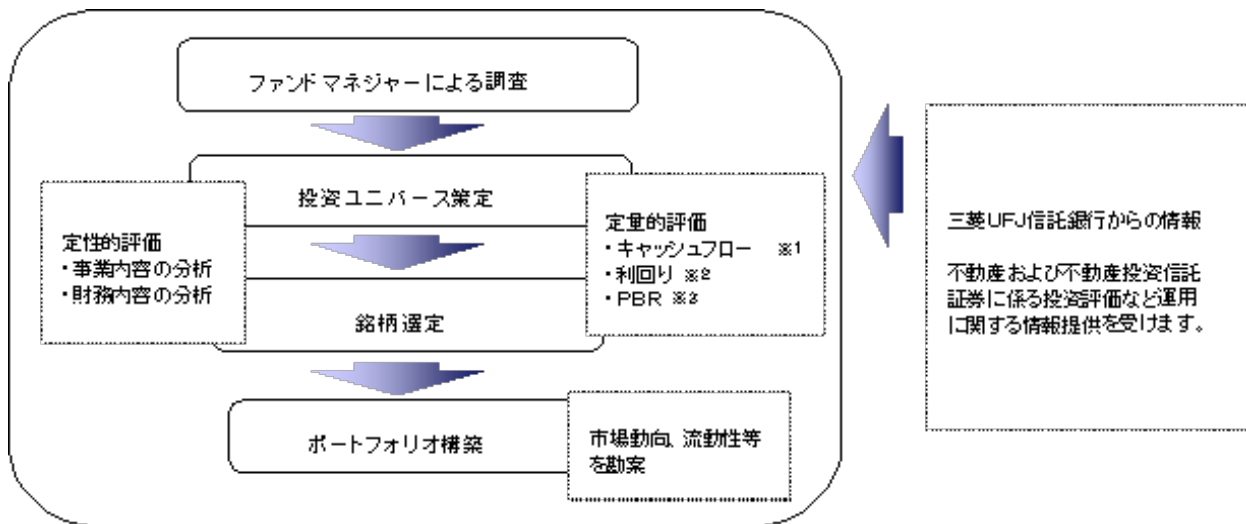 ファンドマネジャーによる調査
投資ユニバース策定
定性的評価
・事業内容の分析
・財務内容の分析
定量的評価
・キャッシュフロー　※1
・利回り ※2
・PBR ※3
銘柄選定
ポートフォリオ構築
市場動向、流動性等
を勘案
三菱UFJ信託銀行からの情報
不動産および不動産投資信託
証券に係る投資評価など運用
に関する情報提供を受けます。